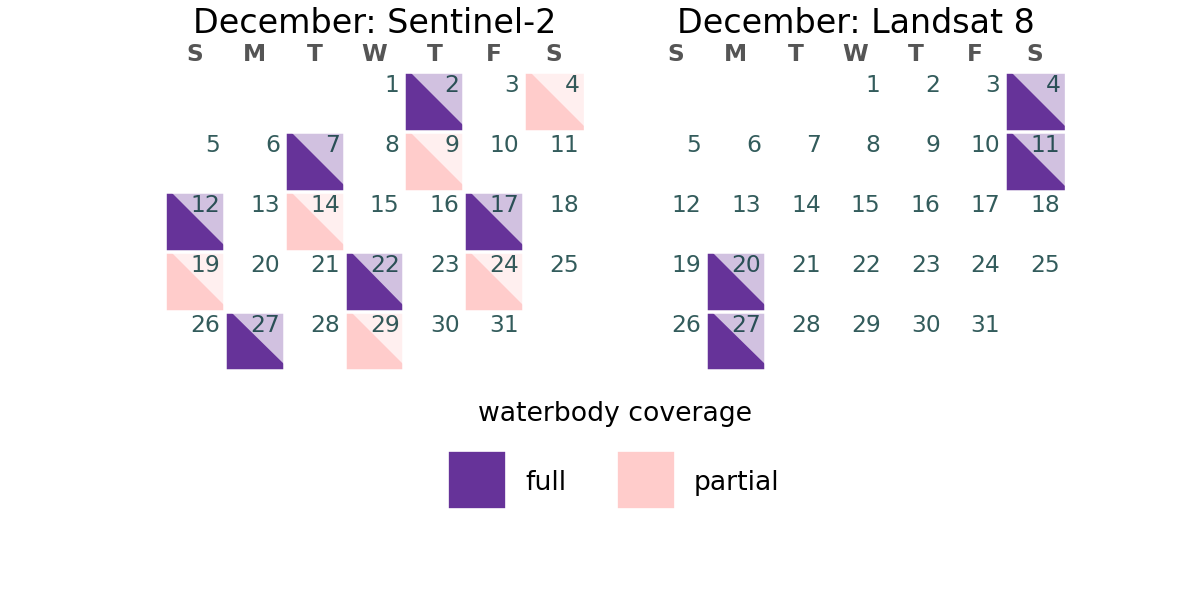 December: Sentinel-2
S M T W T F S
1 2 3 4
5 6 7 8 9 10 11
12 13 14 15 16 17 18
19 20 21 22 23 24 25
26 27 28 29 30 31
December: Landsat 8
S M T W T F S
1 2 3 4
5 6 7 8 9 10 11
12 13 14 15 16 17 18
19 20 21 22 23 24 25
26 27 28 29 30 31
waterbody coverage
full
partial